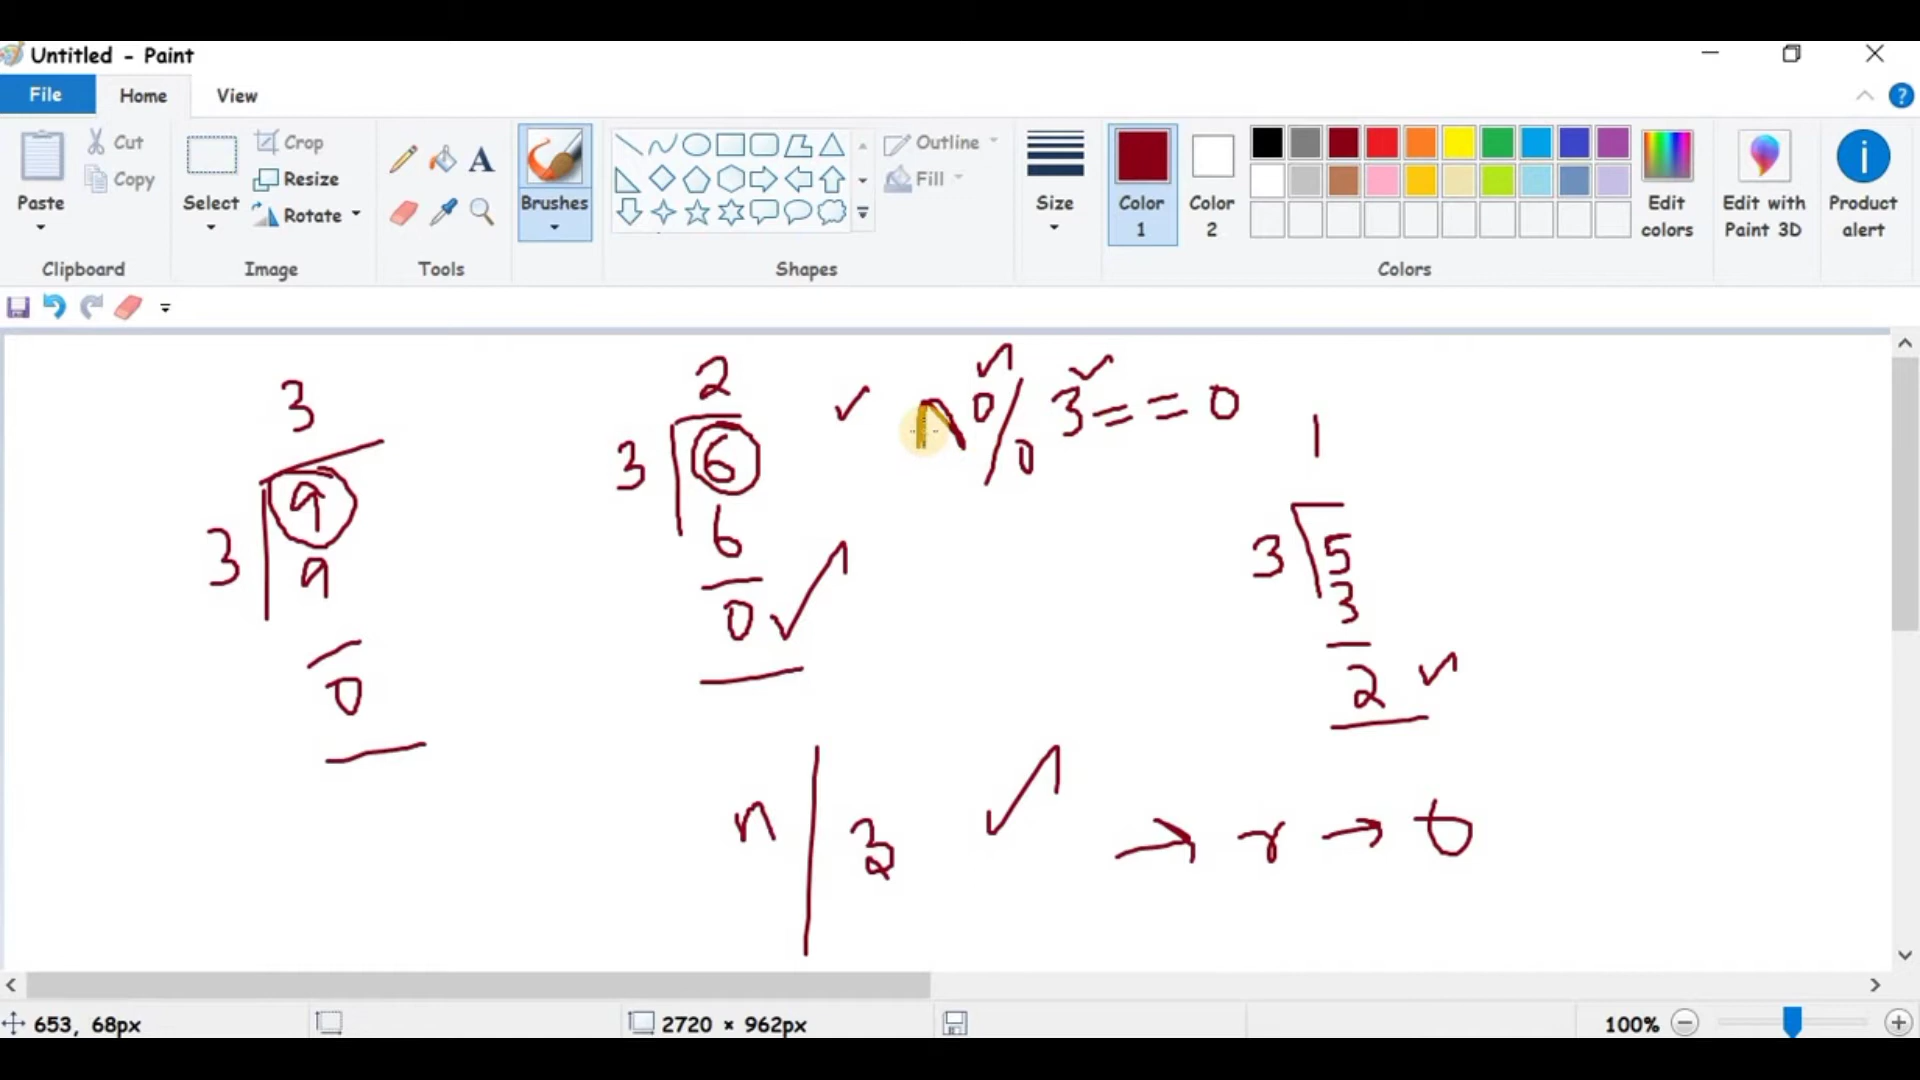 Untitled - Paint
File Home View
Paste
Cut
Copy
Clipboard
Select
Crop
Resize
Rotate
Image
A
Tools
Brushes
Shapes
Outline
Fill
Size
Color 1
Color 2
Edit colors
Colors
Edit with Paint 3D
Product alert
3
3 9
9
0
2
3 6
6
0
n % 3 == 0
1
3 5
3
2
n 3 → r → 0
653, 68px
2720 × 962px
100%